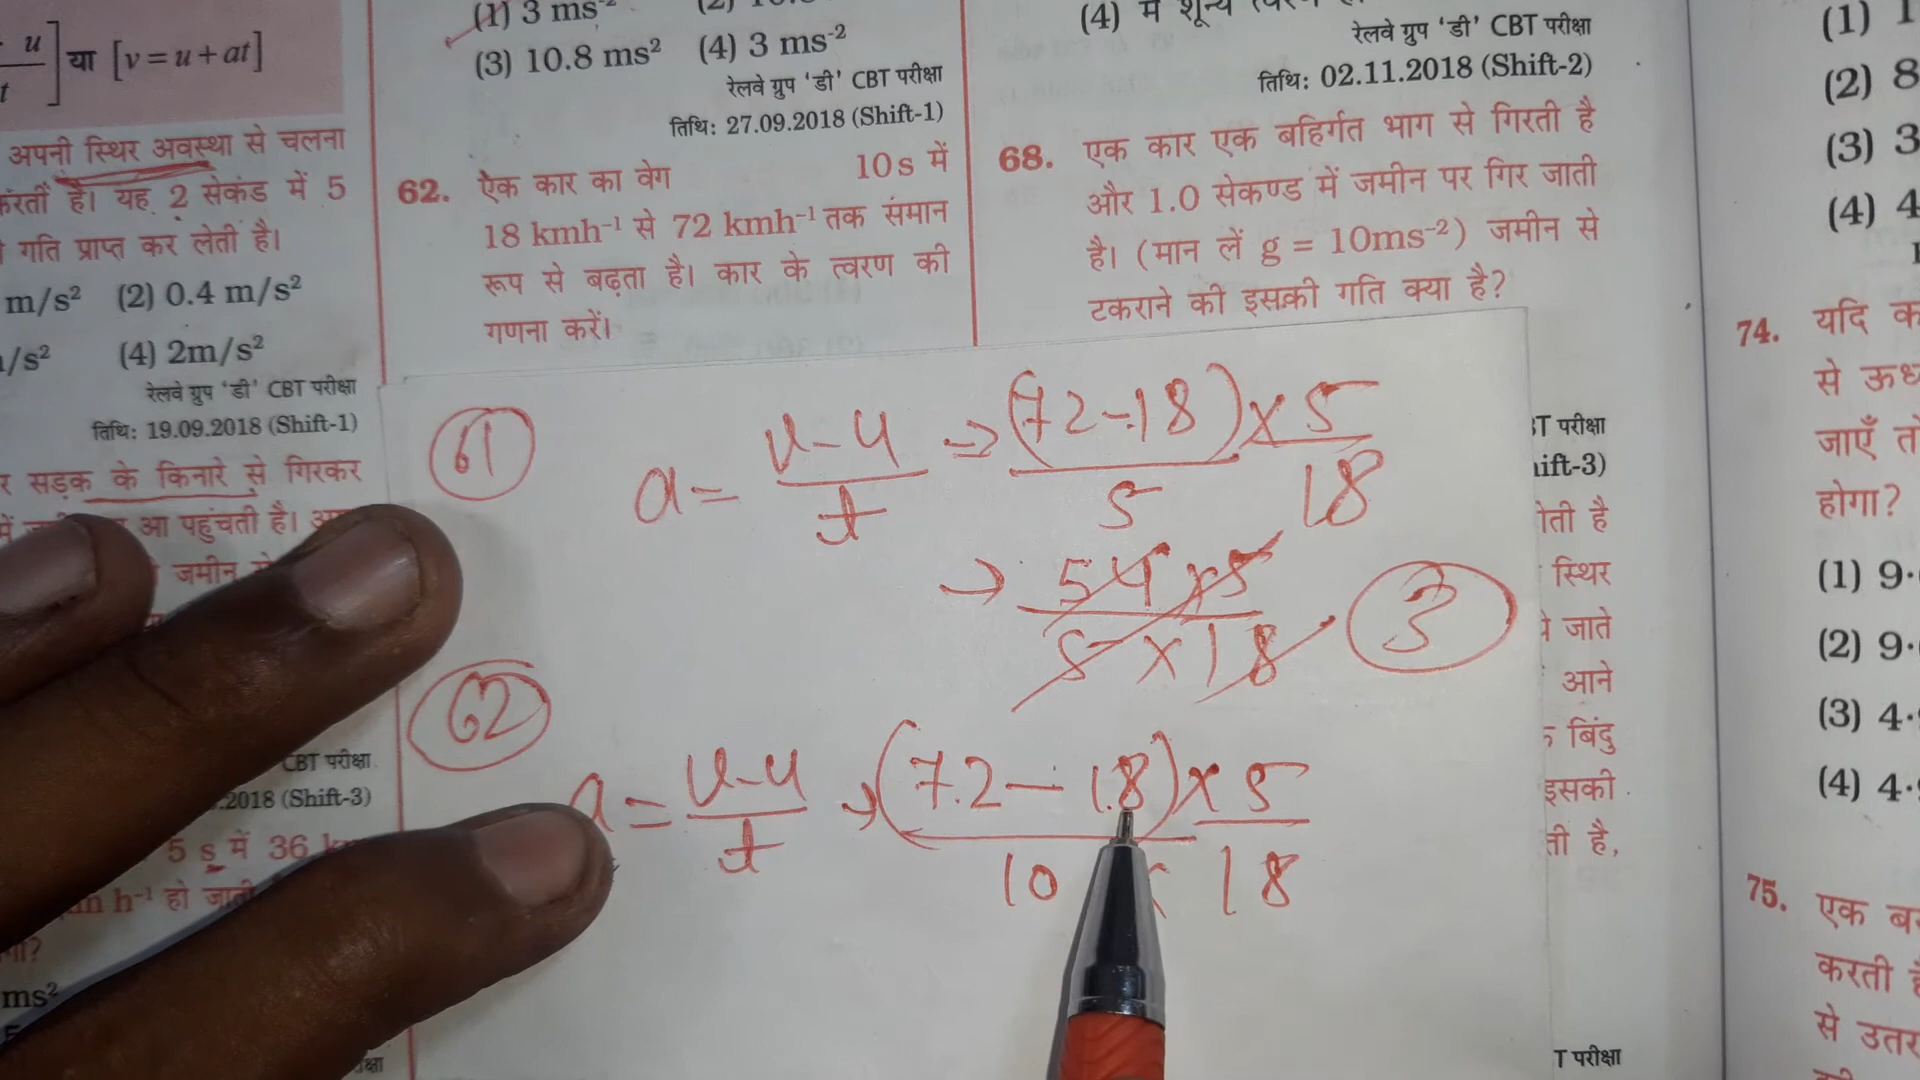 u
t
या [v = u + at]
अपनी स्थिर अवस्था से चलना
करती है। यह 2 सेकंड में 5
गति प्राप्त कर लेती है।
m/s² (2) 0.4 m/s²
/s² (4) 2m/s²
रेलवे ग्रुप 'डी' CBT परीक्षा
तिथि: 19.09.2018 (Shift-1)
सड़क के किनारे से गिरकर
आ पहुंचती है।
जमीन
CBT परीक्षा
2018 (Shift-3)
5 s में 36
h⁻¹ हो जाती
ms²
(1) 3 ms⁻²
(3) 10.8 ms² (4) 3 ms⁻²
रेलवे ग्रुप 'डी' CBT परीक्षा
तिथि: 27.09.2018 (Shift-1)
62. ऐक कार का वेग 10 s में
18 kmh⁻¹ से 72 kmh⁻¹ तक समान
रूप से बढ़ता है। कार के त्वरण की
गणना करें।
61
a = v-u / t ⇒ (72-18) / 5 × 5 / 18
→ 54 × 5 / 5 × 18
3
62
a = v-u / t → (72 - 18) × 5
10 × 18
(4)
रेलवे ग्रुप 'डी' CBT परीक्षा
तिथि: 02.11.2018 (Shift-2)
68. एक कार एक बहिर्गत भाग से गिरती है
और 1.0 सेकण्ड में जमीन पर गिर जाती
है। (मान लें g = 10ms⁻²) जमीन से
टकराने की इसकी गति क्या है?
परीक्षा
ift-3)
स्थिर
जाते
आने
बिंदु
इसकी
ती है,
T परीक्षा
(1) 1
(2) 8
(3) 3
(4) 4
74. यदि
से
जाएँ
होगा?
(1) 9.
(2) 9.
(3) 4.
(4) 4.
75. एक
करती
से